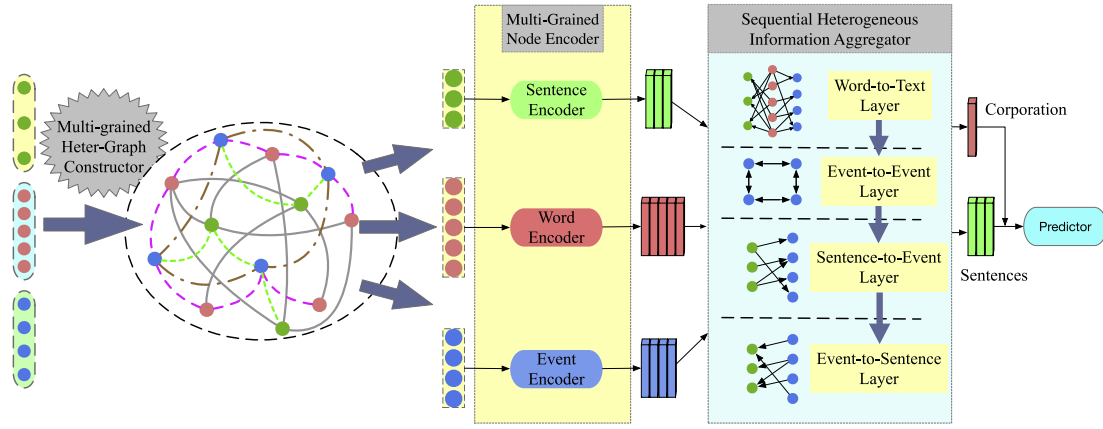 Multi-grained
Heter-Graph
Constructor
Multi-Grained
Node Encoder
Sentence
Encoder
Word
Encoder
Event
Encoder
Sequential Heterogeneous
Information Aggregator
Word-to-Text
Layer
Event-to-Event
Layer
Sentence-to-Event
Layer
Event-to-Sentence
Layer
Corporation
Sentences
Predictor